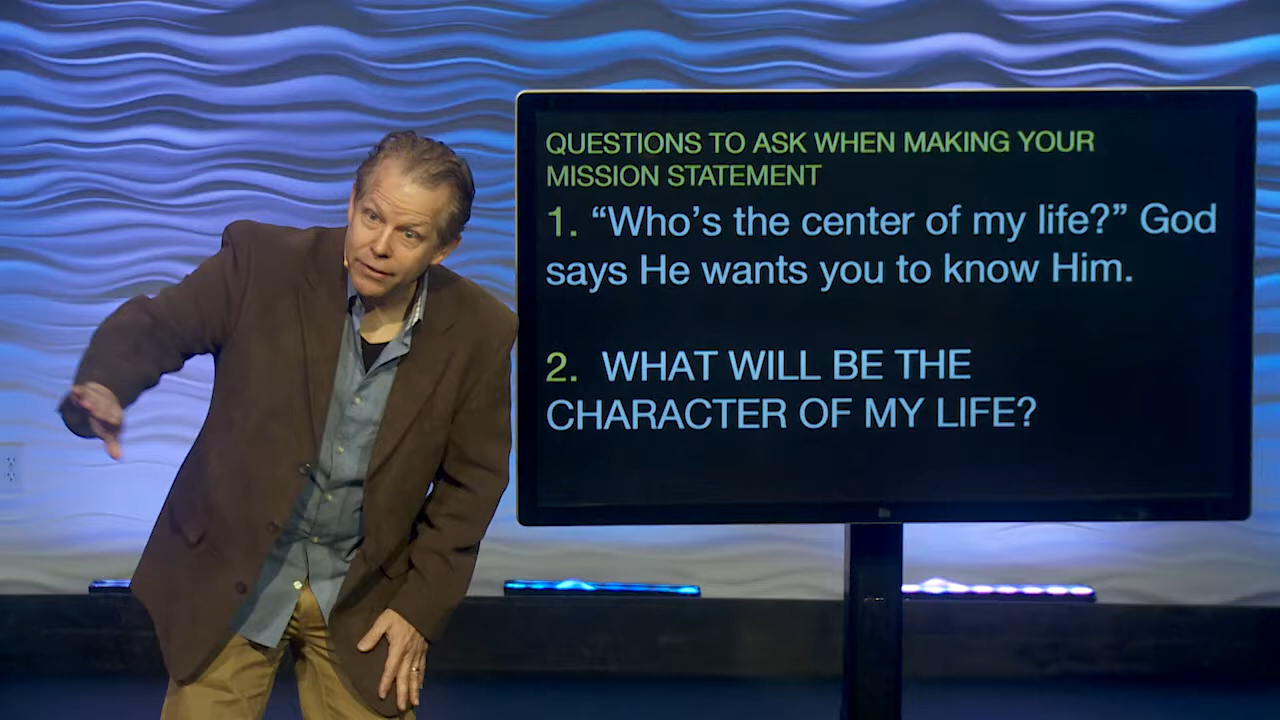 QUESTIONS TO ASK WHEN MAKING YOUR
MISSION STATEMENT
1. “Who’s the center of my life?” God
says He wants you to know Him.
2. WHAT WILL BE THE
CHARACTER OF MY LIFE?